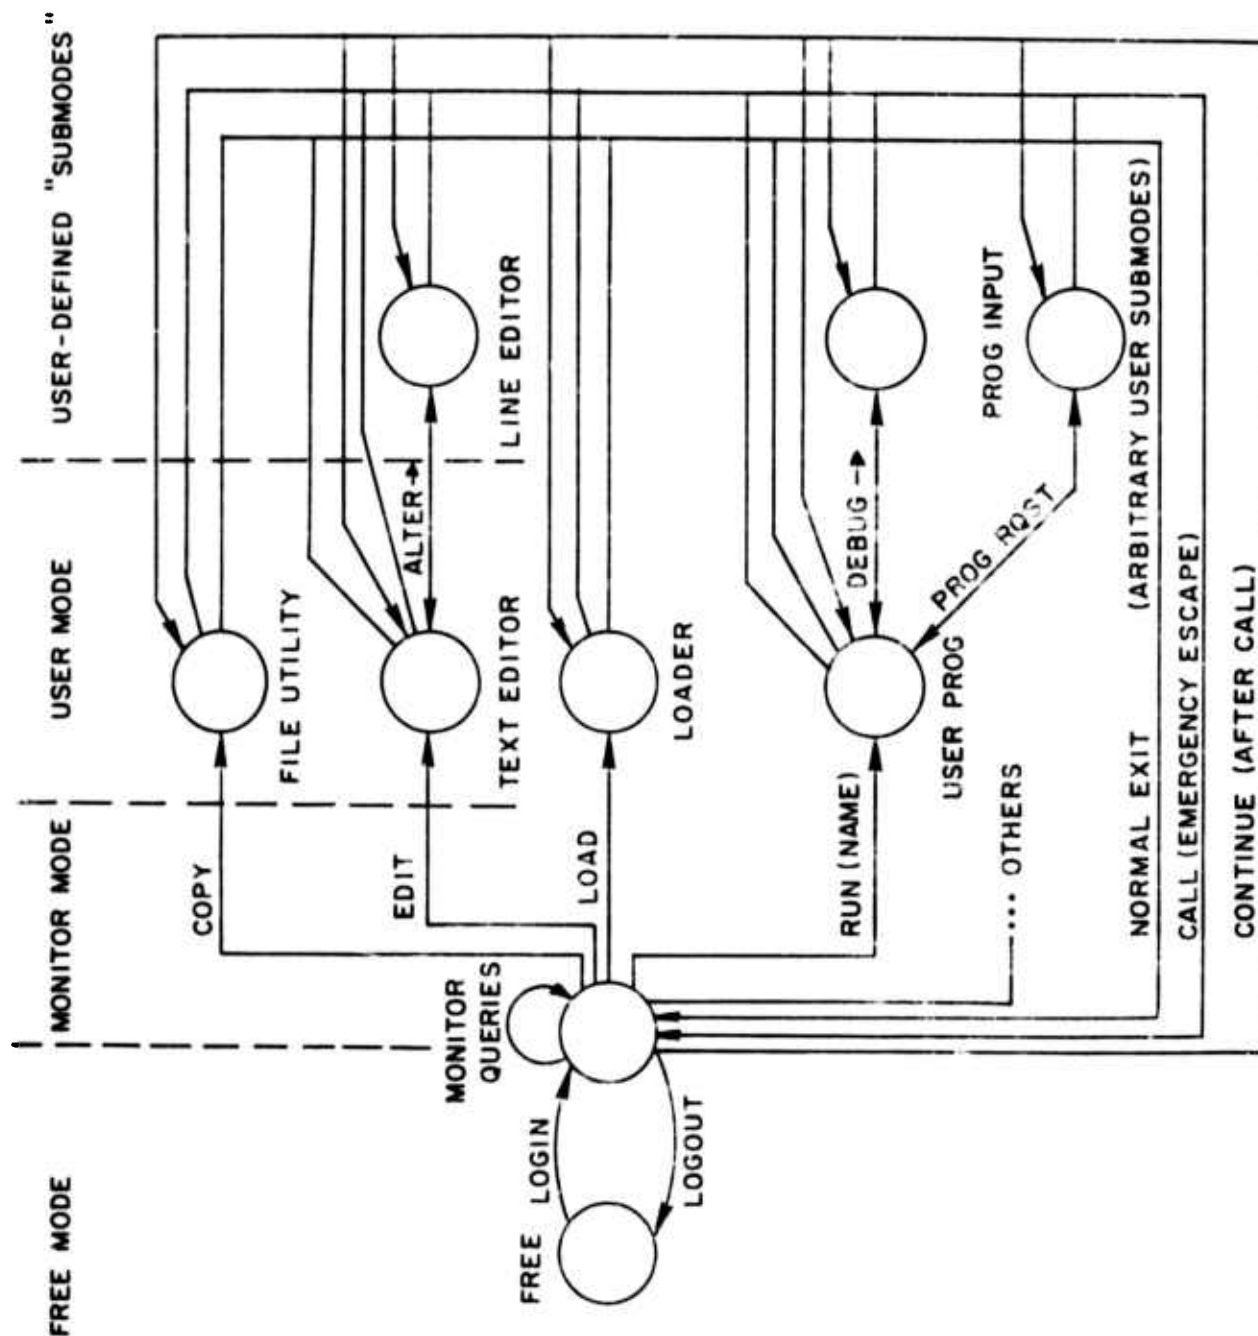 FREE MODE
MONITOR MODE
USER MODE
USER-DEFINED "SUBMODES"
COPY
FILE UTILITY
EDIT
TEXT EDITOR
ALTER→
LINE EDITOR
MONITOR
QUERIES
FREE
LOGIN
LOGOUT
LOAD
LOADER
RUN (NAME)
USER PROG
DEBUG →
PROG RQST
PROG INPUT
... OTHERS
NORMAL EXIT
(ARBITRARY USER SUBMODES)
CALL (EMERGENCY ESCAPE)
CONTINUE (AFTER CALL)